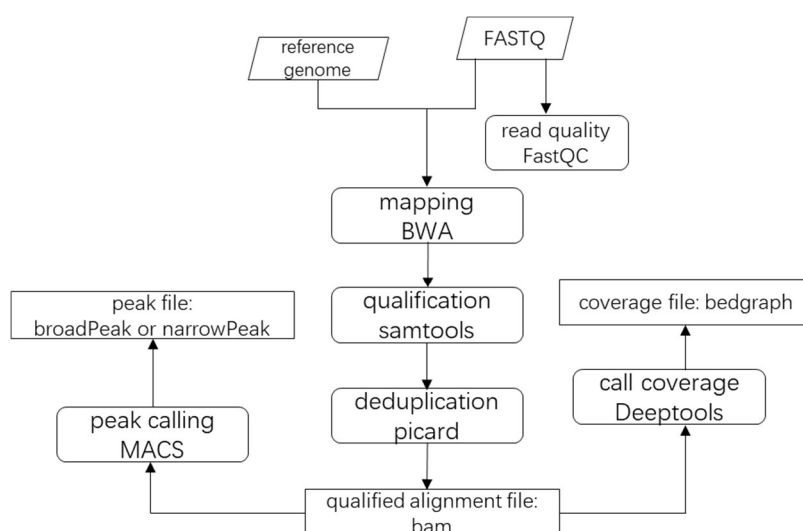 reference
genome
FASTQ
read quality
FastQC
mapping
BWA
peak file:
broadPeak or narrowPeak
qualification
samtools
coverage file: bedgraph
peak calling
MACS
deduplication
picard
call coverage
Deeptools
qualified alignment file:
bam